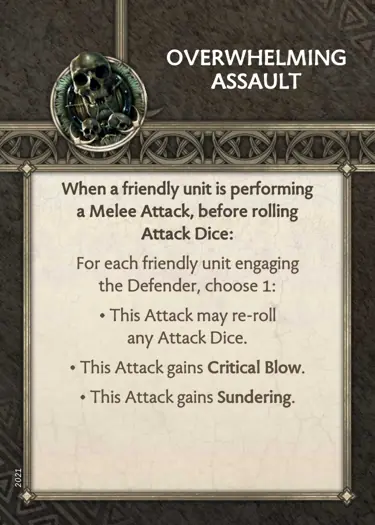 OVERWHELMING
ASSAULT
When a friendly unit is performing
a Melee Attack, before rolling
Attack Dice:
For each friendly unit engaging
the Defender, choose 1:
• This Attack may re-roll
any Attack Dice.
• This Attack gains Critical Blow.
• This Attack gains Sundering.
2021